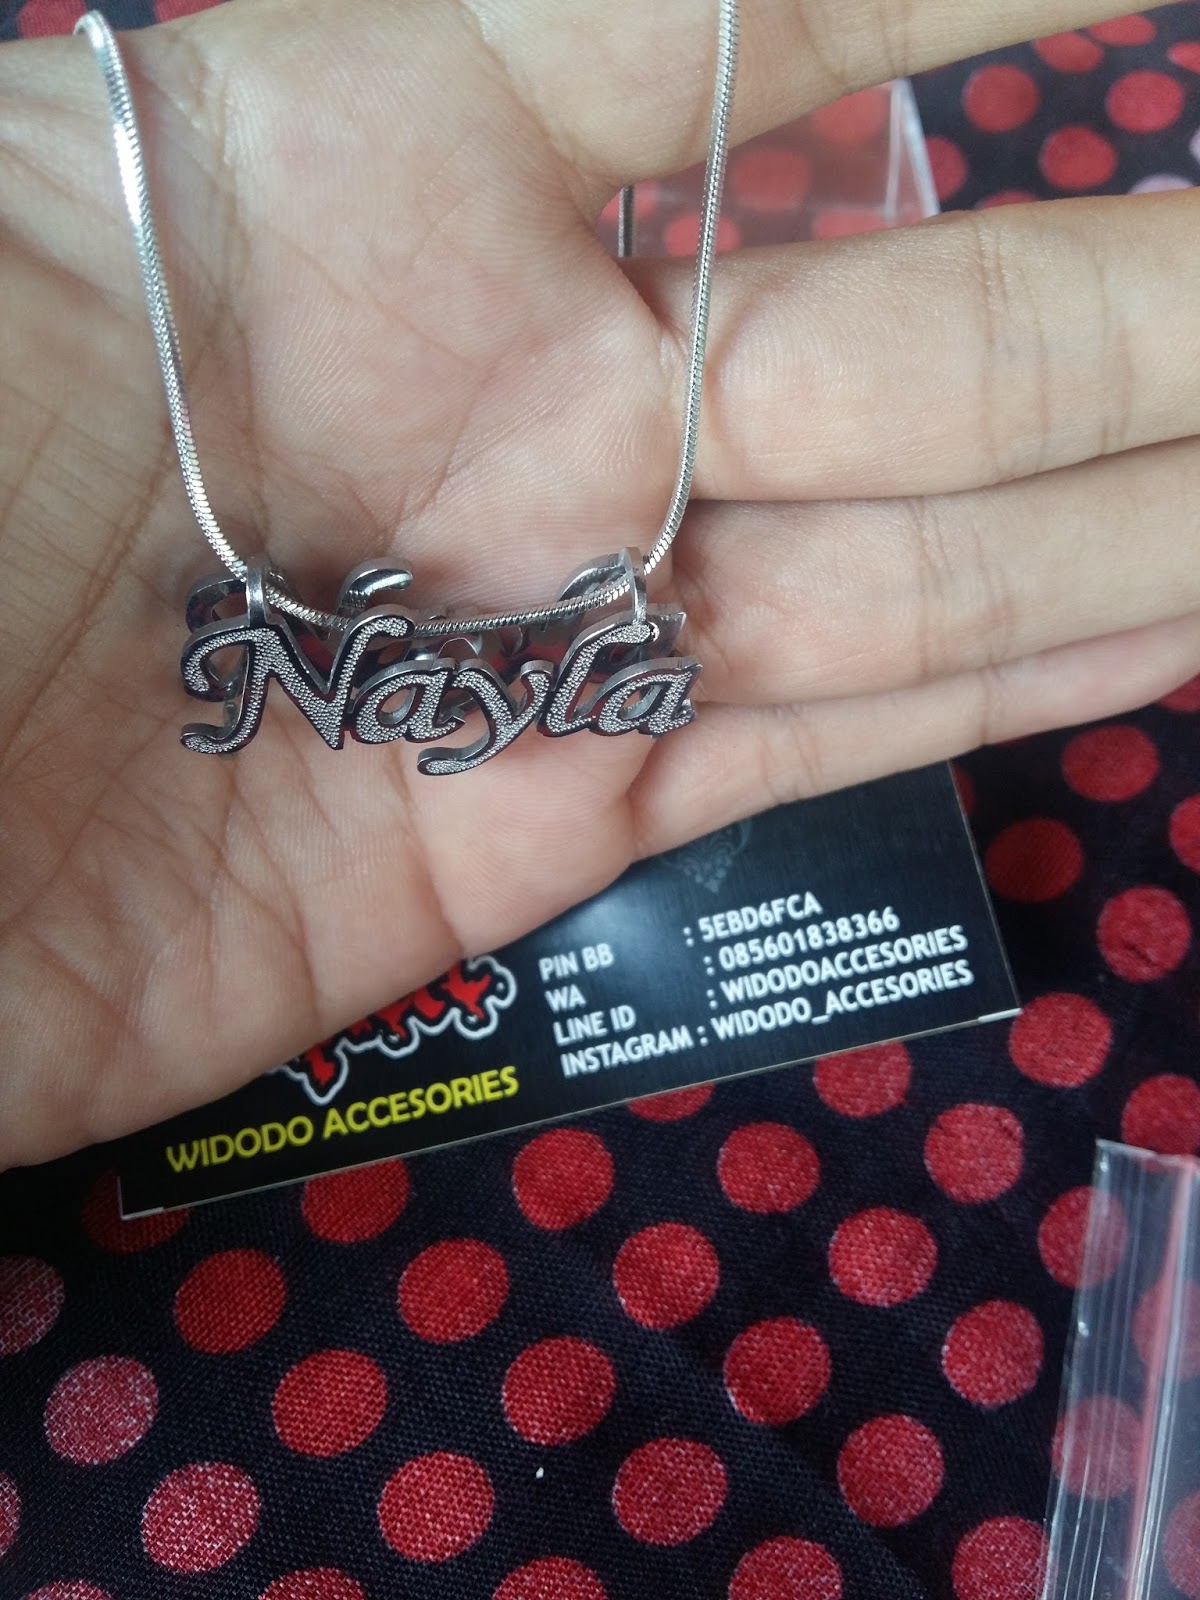 Nayla
PIN BB : 5EBD6FCA
WA : 085601838366
LINE ID : WIDODOACCESORIES
INSTAGRAM : WIDODO_ACCESORIES
WIDODO ACCESORIES